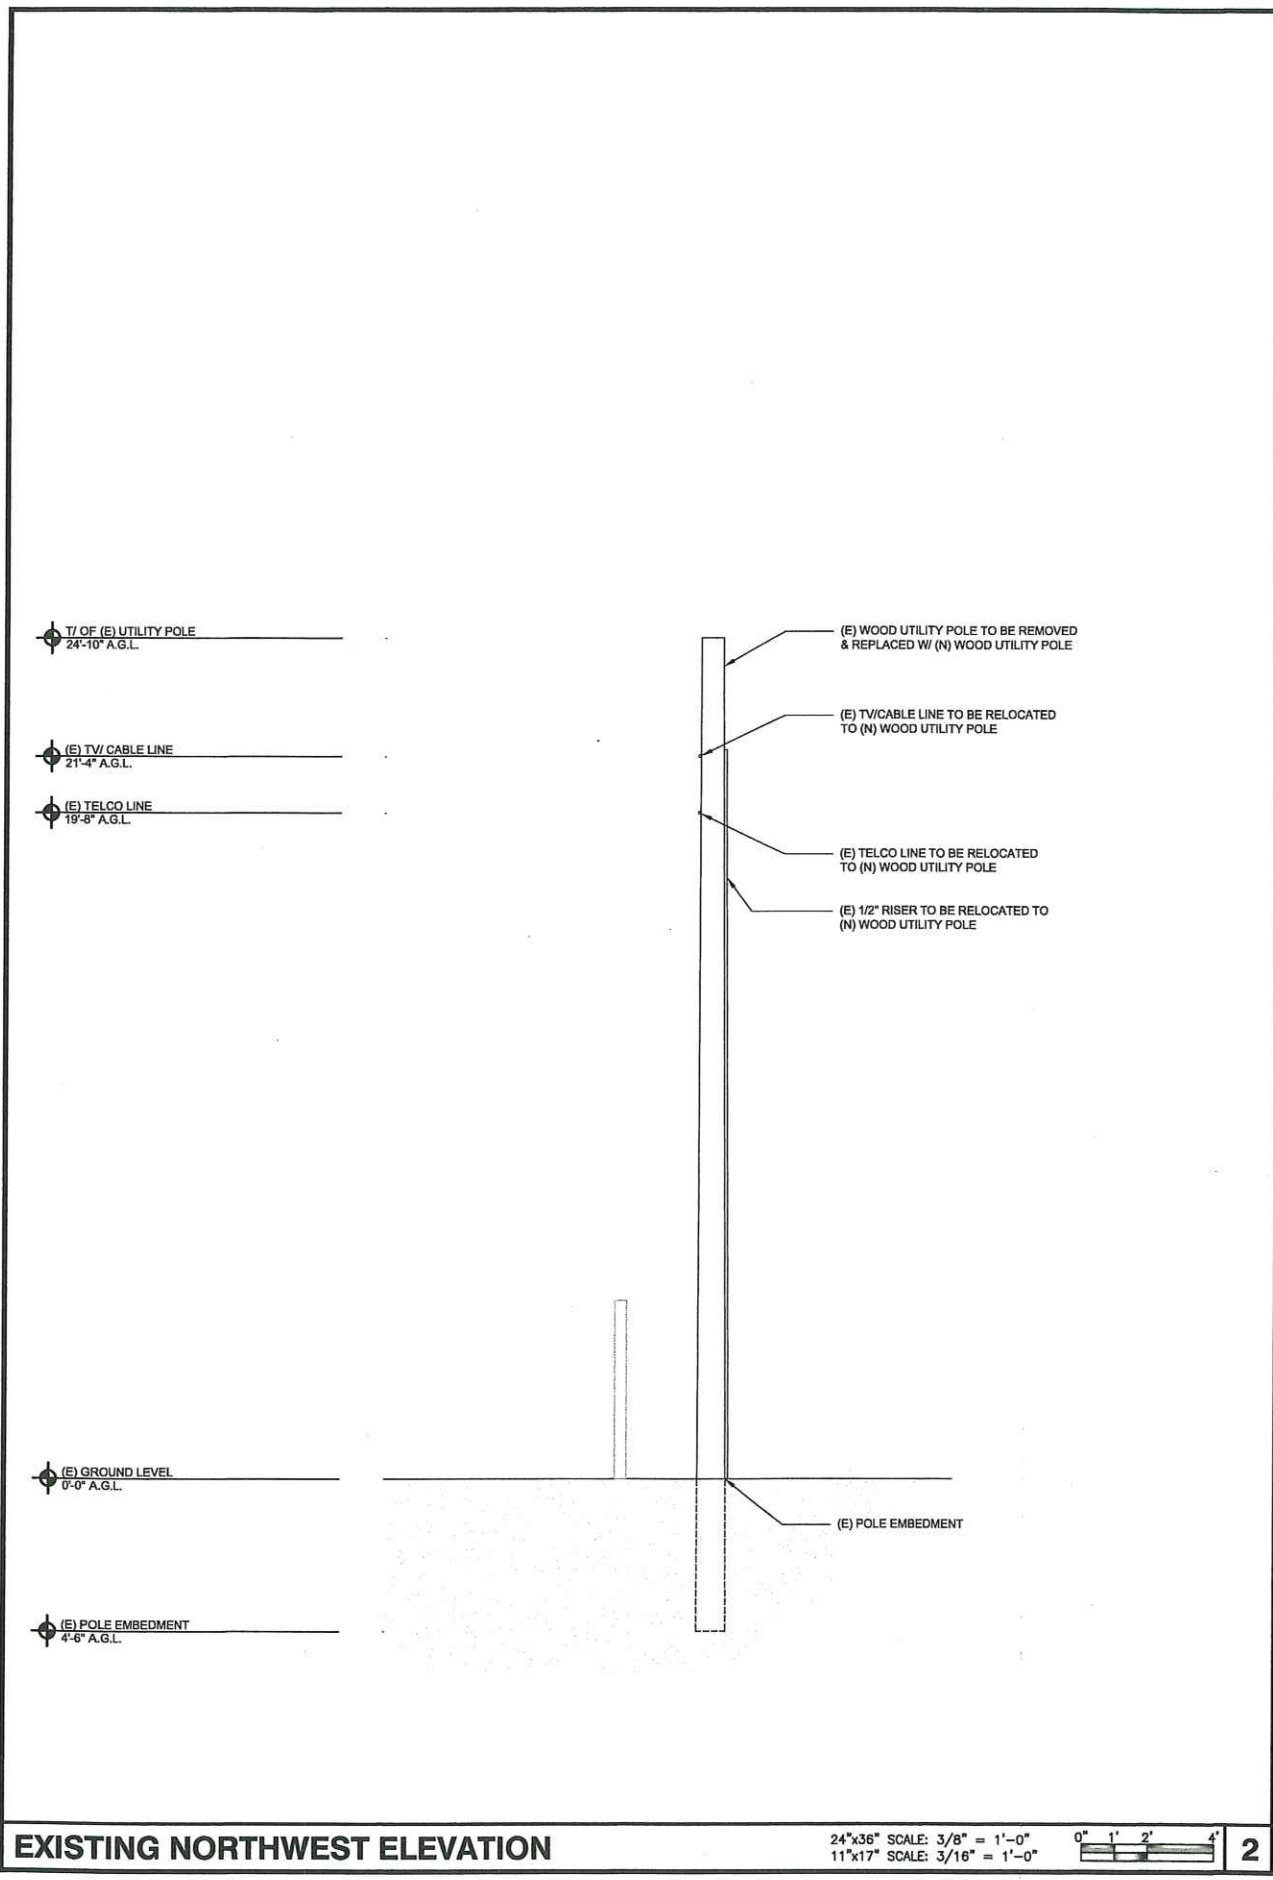 T/ OF (E) UTILITY POLE
24'-10" A.G.L.
(E) TV/ CABLE LINE
21'-4" A.G.L.
(E) TELCO LINE
19'-8" A.G.L.
(E) WOOD UTILITY POLE TO BE REMOVED
& REPLACED W/ (N) WOOD UTILITY POLE
(E) TV/CABLE LINE TO BE RELOCATED
TO (N) WOOD UTILITY POLE
(E) TELCO LINE TO BE RELOCATED
TO (N) WOOD UTILITY POLE
(E) 1/2" RISER TO BE RELOCATED TO
(N) WOOD UTILITY POLE
(E) GROUND LEVEL
0'-0" A.G.L.
(E) POLE EMBEDMENT
(E) POLE EMBEDMENT
4'-6" A.G.L.
EXISTING NORTHWEST ELEVATION
24"x36" SCALE: 3/8" = 1'-0"
11"x17" SCALE: 3/16" = 1'-0"
0" 1' 2' 4'
2